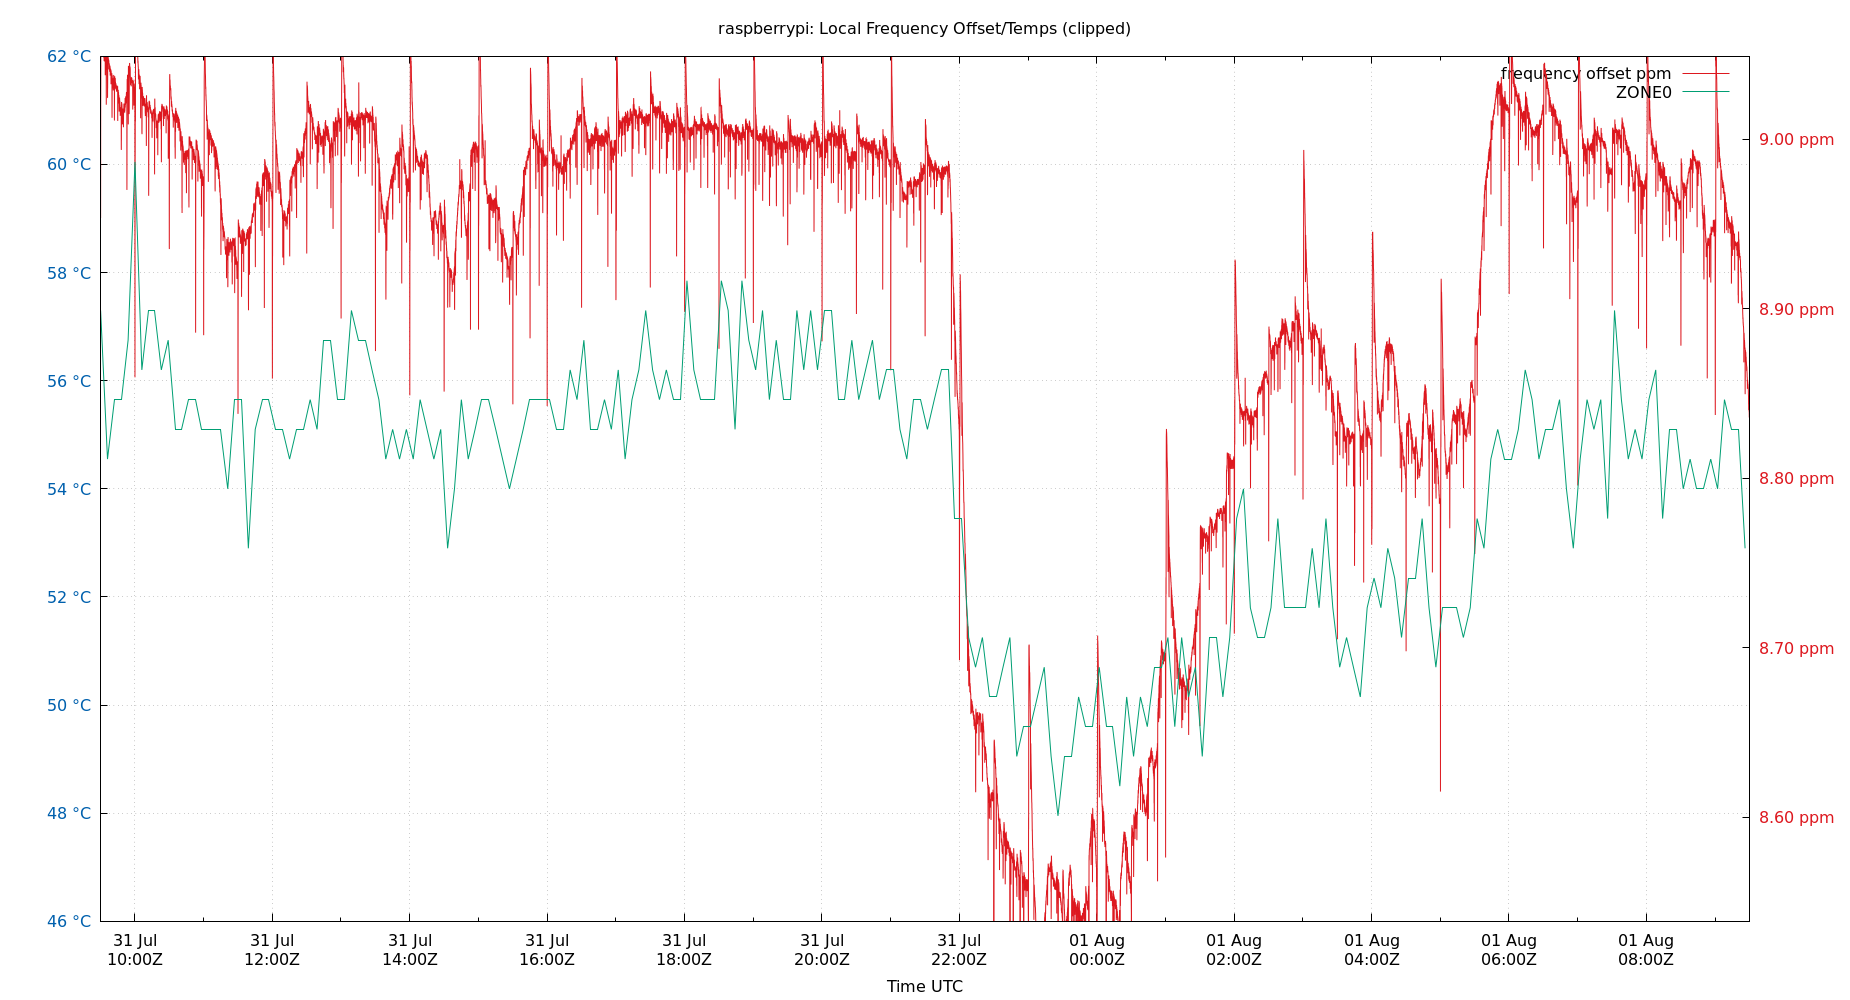 raspberrypi: Local Frequency Offset/Temps (clipped)
62 °C
60 °C
58 °C
56 °C
54 °C
52 °C
50 °C
48 °C
46 °C
frequency offset ppm
ZONE0
9.00 ppm
8.90 ppm
8.80 ppm
8.70 ppm
8.60 ppm
31 Jul 31 Jul 31 Jul 31 Jul 31 Jul 31 Jul 31 Jul 01 Aug 01 Aug 01 Aug 01 Aug 01 Aug
10:00Z 12:00Z 14:00Z 16:00Z 18:00Z 20:00Z 22:00Z 00:00Z 02:00Z 04:00Z 06:00Z 08:00Z
Time UTC